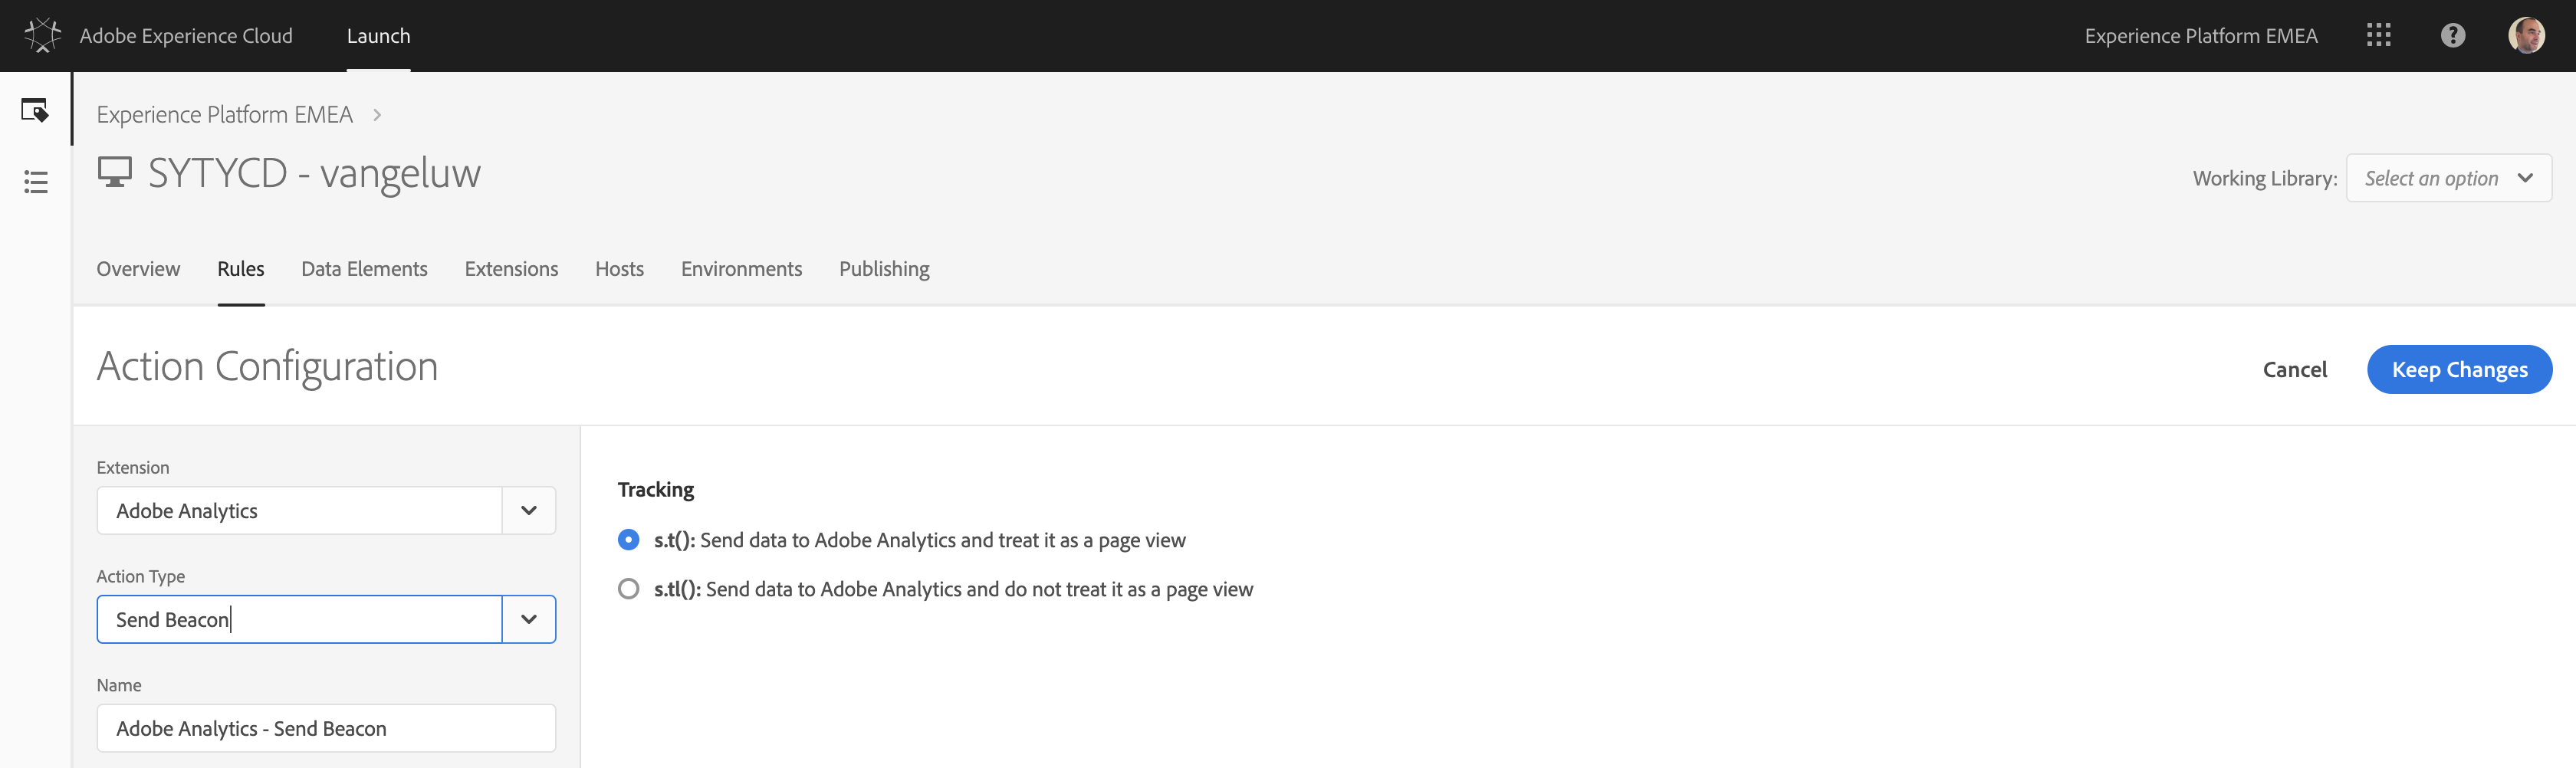 Adobe Experience Cloud Launch Experience Platform EMEA ?
Experience Platform EMEA >
SYTYCD - vangeluw
Working Library: Select an option
Overview Rules Data Elements Extensions Hosts Environments Publishing
Action Configuration
Cancel Keep Changes
Extension
Adobe Analytics
Action Type
Send Beacon
Name
Adobe Analytics - Send Beacon
Tracking
s.t(): Send data to Adobe Analytics and treat it as a page view
s.tl(): Send data to Adobe Analytics and do not treat it as a page view